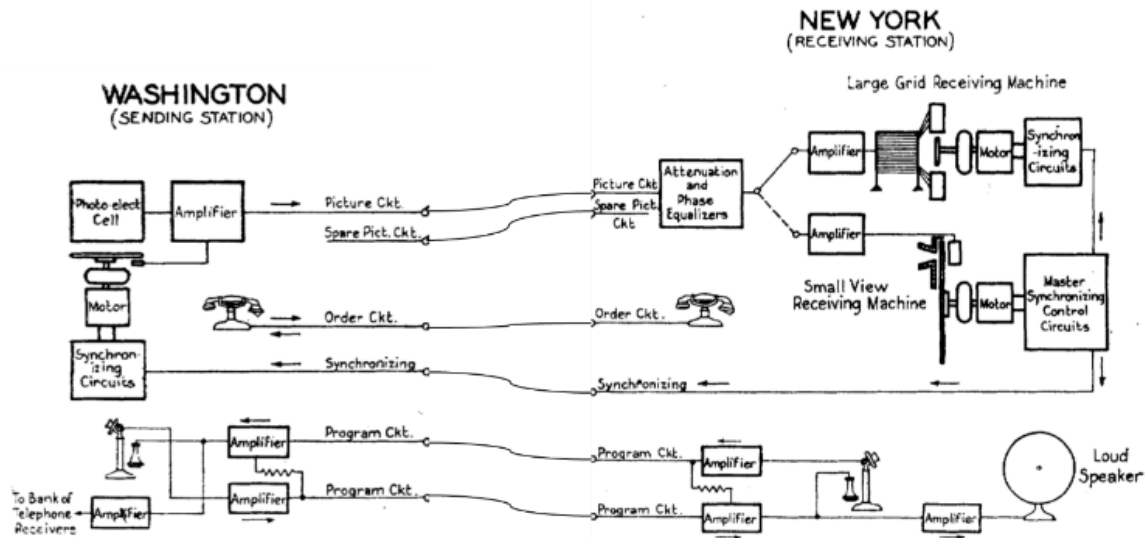 WASHINGTON
(SENDING STATION)
NEW YORK
(RECEIVING STATION)
Large Grid Receiving Machine
Photo-elect
Cell
Amplifier
Picture Ckt.
Spare Pict. Ckt.
Motor
Synchron-
izing
Circuits
Order Ckt.
Synchronizing
Picture Ckt
Spare Pict.
Ckt
Attenuation
and
Phase
Equalizers
Amplifier
Motor
Synchron
-izing
Circuits
Amplifier
Small View
Receiving Machine
Motor
Master
Synchronizing
Control
Circuits
Order Ckt.
Synchronizing
Amplifier
Program Ckt.
Amplifier
Program Ckt.
To Bank of
Telephone
Receivers
Amplifier
Program Ckt.
Amplifier
Program Ckt.
Amplifier
Amplifier
Loud
Speaker